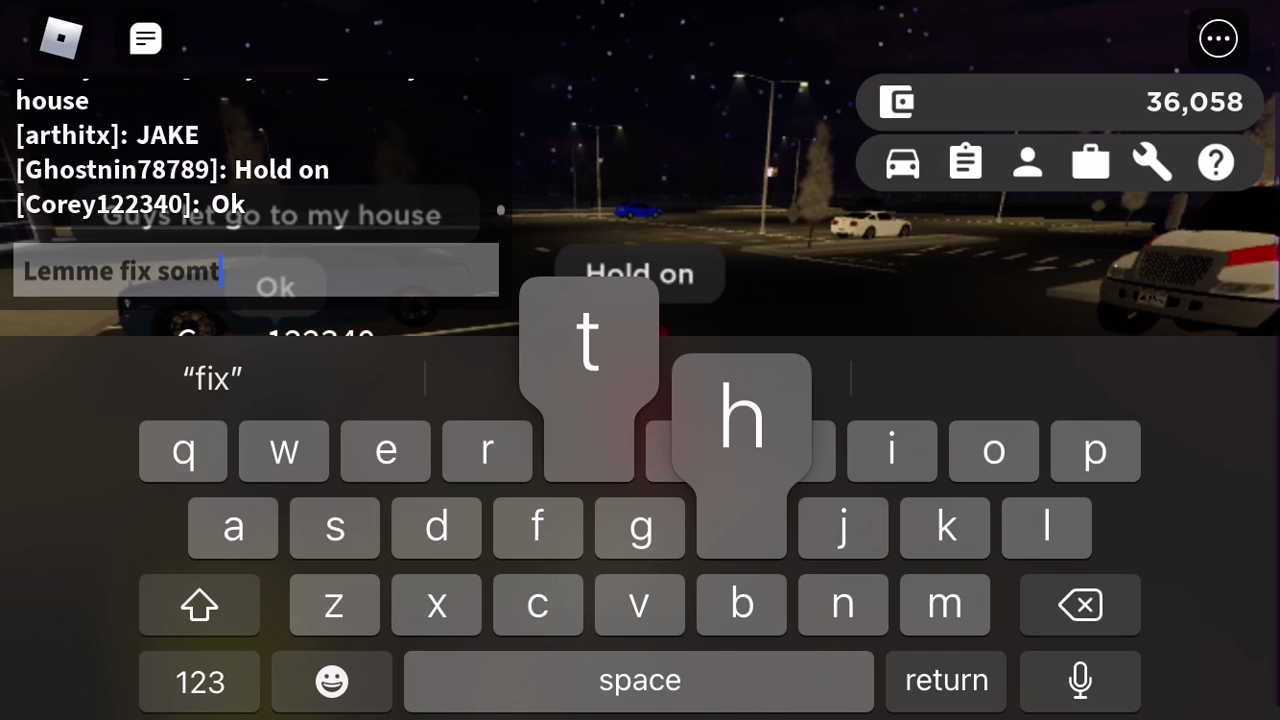 house
[arthitx]: JAKE
[Ghostnin78789]: Hold on
[Corey122340]: Ok
Guys let go to my house
Lemme fix somt
Ok
Hold on
36,058
“fix”
t
h
q w e r i o p
a s d f g j k l
z x c v b n m
123 space return